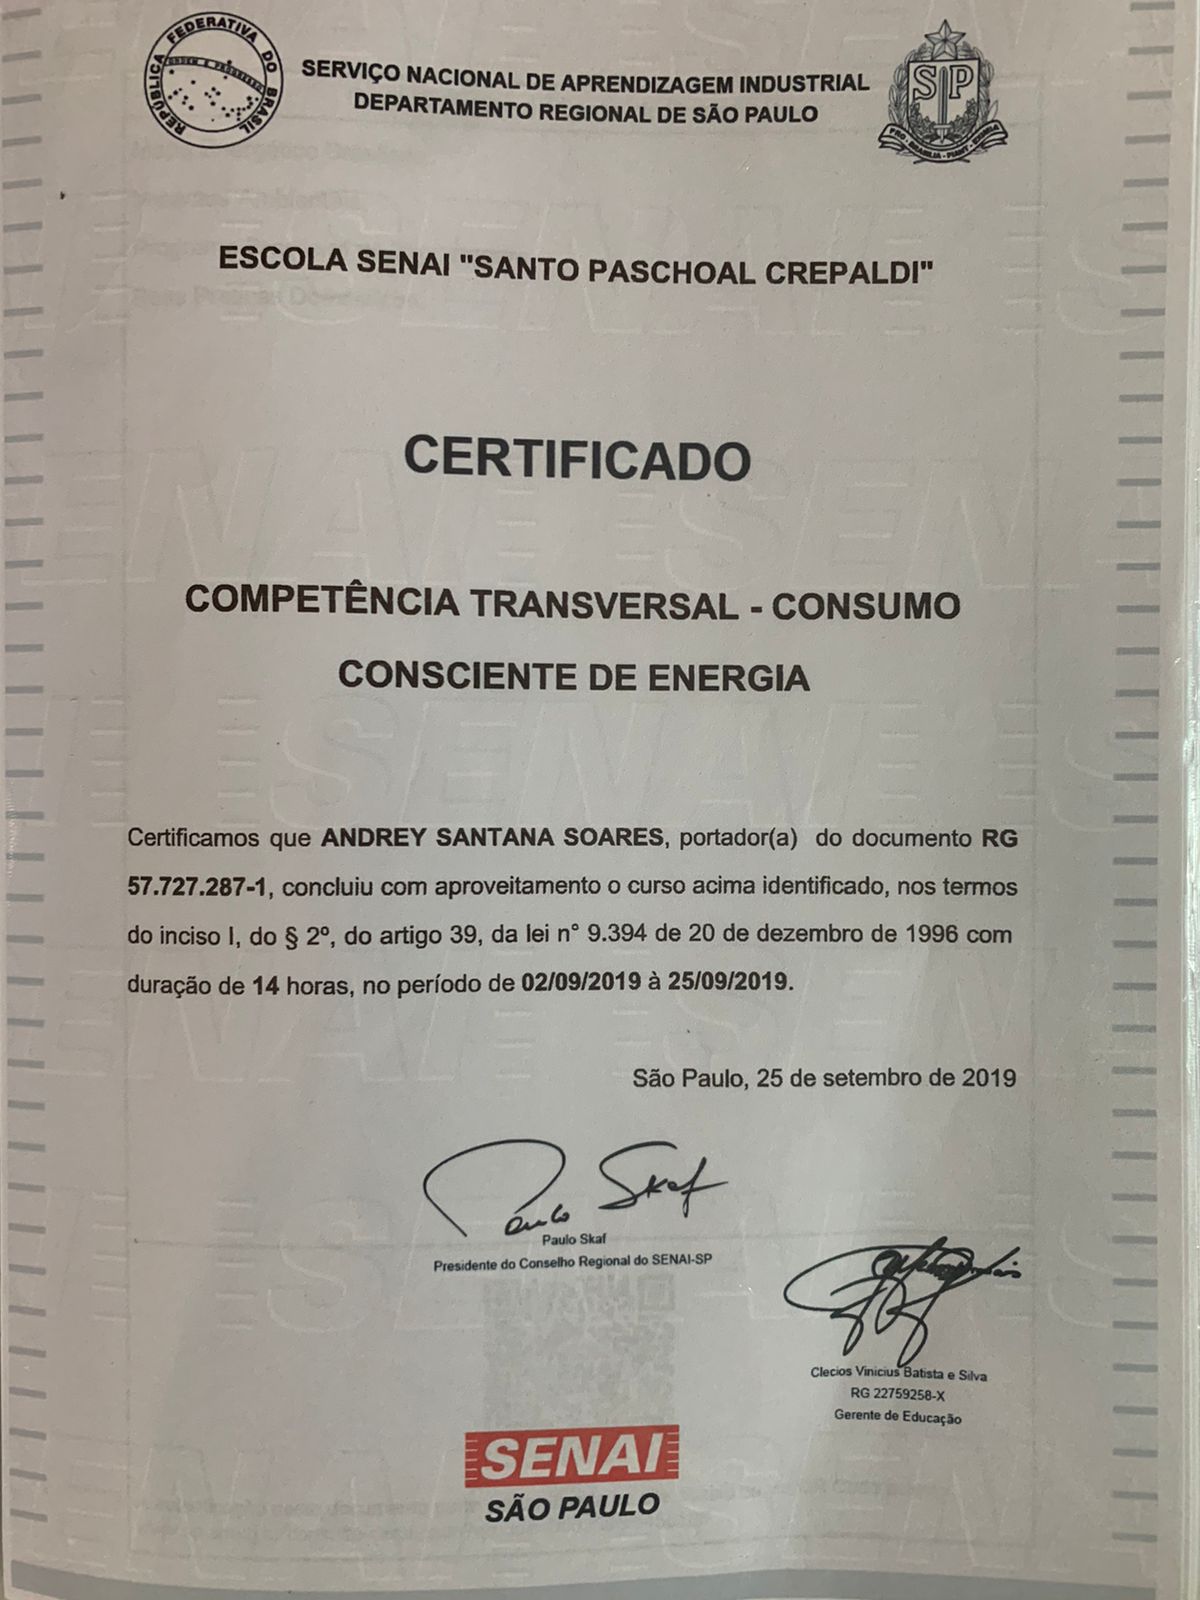 REPÚBLICA FEDERATIVA DO BRASIL
ORDEM E PROGRESSO
SERVIÇO NACIONAL DE APRENDIZAGEM INDUSTRIAL
DEPARTAMENTO REGIONAL DE SÃO PAULO
SP
ESCOLA SENAI "SANTO PASCHOAL CREPALDI"
CERTIFICADO
COMPETÊNCIA TRANSVERSAL - CONSUMO
CONSCIENTE DE ENERGIA
Certificamos que ANDREY SANTANA SOARES, portador(a) do documento RG
57.727.287-1, concluiu com aproveitamento o curso acima identificado, nos termos
do inciso I, do § 2º, do artigo 39, da lei n° 9.394 de 20 de dezembro de 1996 com
duração de 14 horas, no período de 02/09/2019 à 25/09/2019.
São Paulo, 25 de setembro de 2019
Paulo Skaf
Paulo Skaf
Presidente do Conselho Regional do SENAI-SP
Clecios Vinicius Batista e Silva
RG 22759258-X
Gerente de Educação
SENAI
SÃO PAULO